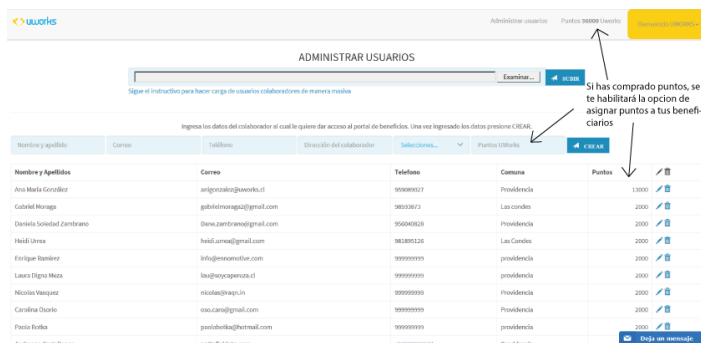 uworks
Administrar usuarios Puntos 56000 Uworks Bienvenido UWORKS
ADMINISTRAR USUARIOS
Examinar... SUBIR
Sigue el instructivo para hacer carga de usuarios colaboradores de manera masiva
Si has comprado puntos, se
te habilitará la opcion de
asignar puntos a tus benefi-
ciarios
Ingresa los datos del colaborador al cual le quiere dar acceso al portal de beneficios. Una vez ingresado los datos presione CREAR.
Nombre y apellido Correo Teléfono Dirección del colaborador Selecciones... Puntos UWorks CREAR
Nombre y Apellidos Correo Telefono Comuna Puntos
Ana María González anigonzalez@uworks.cl 959089327 Providencia 13000
Gabriel Moraga gabrielmoraga2@gmail.com 98593873 Las condes 2000
Daniela Soledad Zambrano Dane.zambrano@gmail.com 956040828 Providencia 2000
Heidi Urrea heidi.urrea@gmail.com 981895126 Las Condes 2000
Enrique Ramirez info@ennomotive.com 999999999 providencia 2000
Laura Digna Meza lau@soycaperuza.cl 999999999 providencia 2000
Nicolas Vasquez nicolas@raqn.in 999999999 providencia 2000
Carolina Osorio oso.caro@gmail.com 999999999 providencia 2000
Paola Botka paolabotka@hotmail.com 999999999 providencia 2000
Deja un mensaje